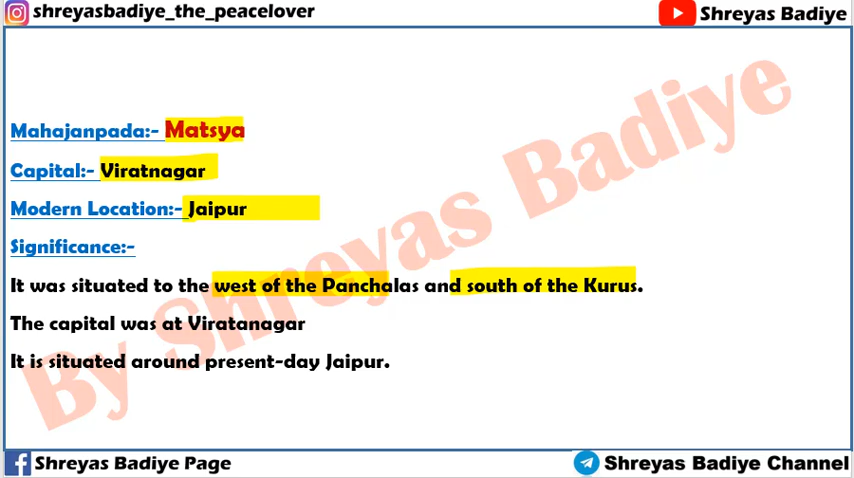 shreyasbadiye_the_peacelover
Shreyas Badiye
Mahajanpada:- Matsya
Capital:- Viratnagar
Modern Location:- Jaipur
Significance:-
It was situated to the west of the Panchalas and south of the Kurus.
The capital was at Viratanagar
It is situated around present-day Jaipur.
By Shreyas Badiye
Shreyas Badiye Page
Shreyas Badiye Channel